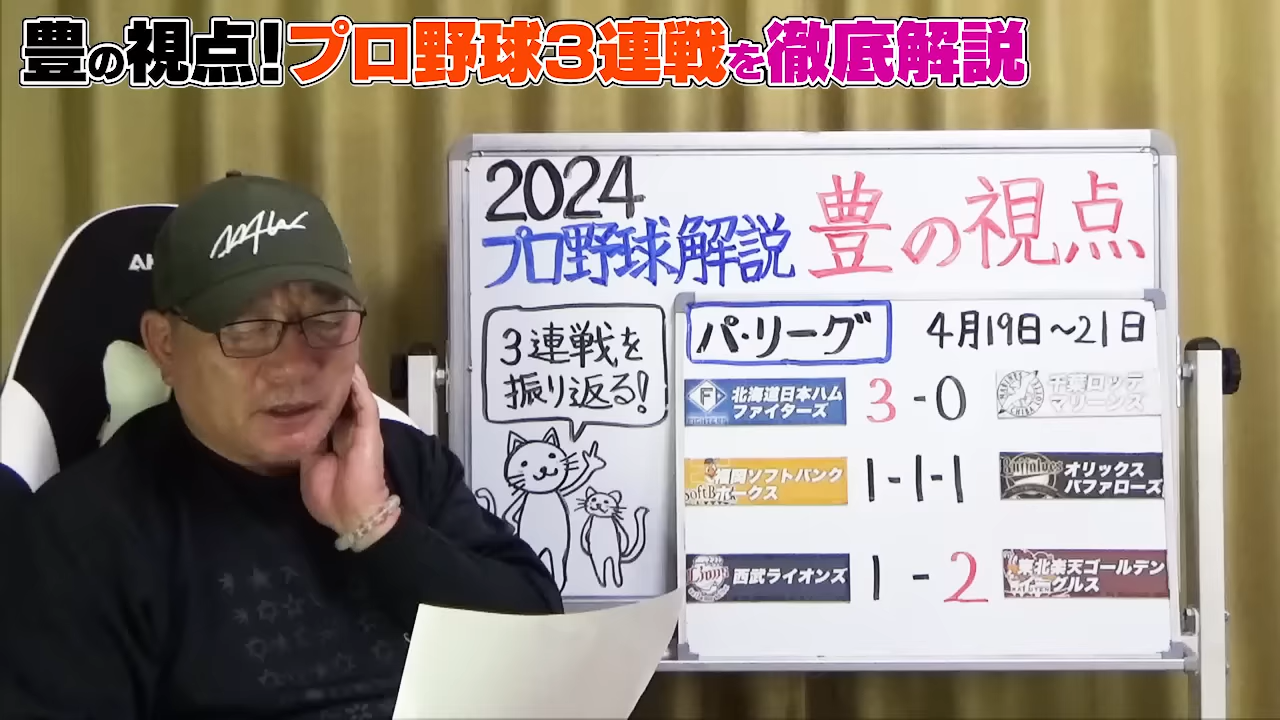 豊の視点!プロ野球3連戦を徹底解説
2024
プロ野球解説 豊の視点
3連戦を
振り返る!
パ・リーグ 4月19日~21日
北海道日本ハム
ファイターズ
FIGHTERS
3-0
千葉ロッテ
マリーンズ
ソフトバンク
ークス
1-1-1
Buffaloes
オリックス
バファローズ
Lions
西武ライオンズ
1-2
東北楽天ゴールデン
グルス